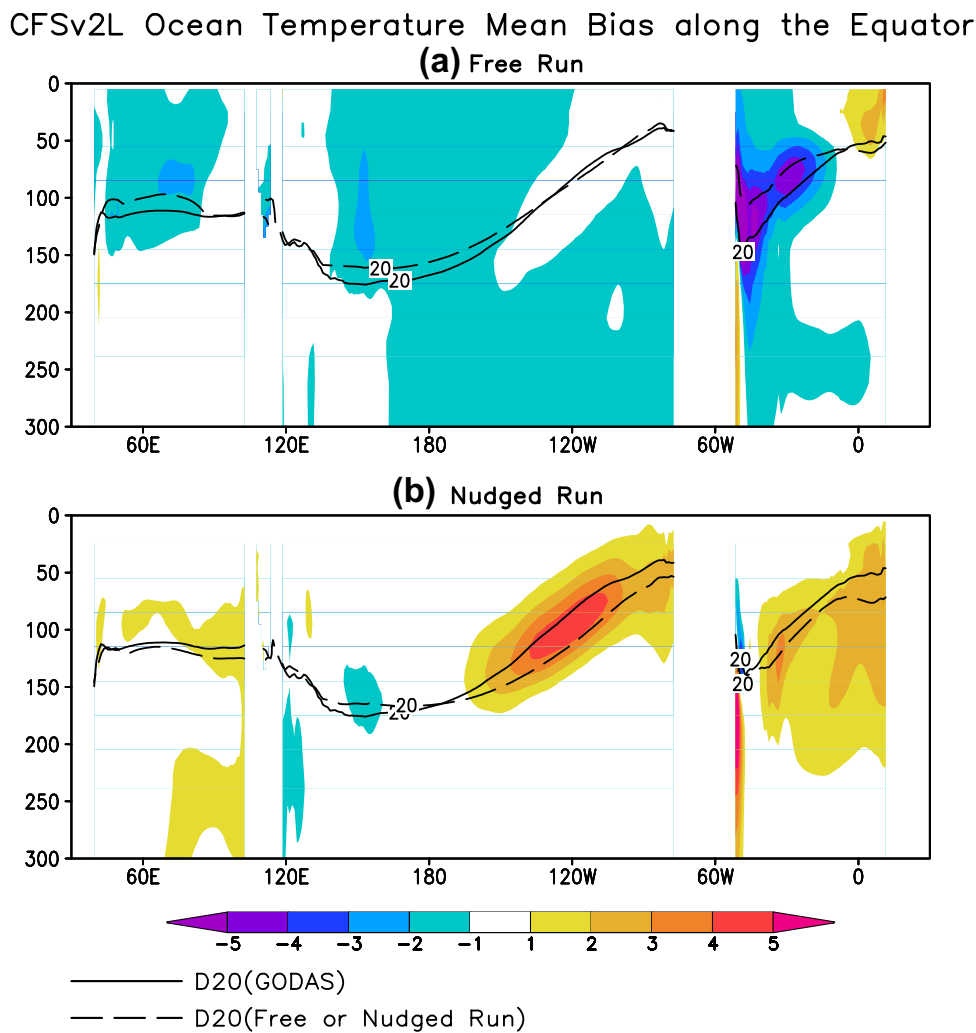 CFSv2L Ocean Temperature Mean Bias along the Equator
(a) Free Run
0
50
100
150
200
250
300
20
20
20
60E 120E 180 120W 60W 0
(b) Nudged Run
0
50
100
150
200
250
300
20
20
20
20
60E 120E 180 120W 60W 0
-5 -4 -3 -2 -1 1 2 3 4 5
D20(GODAS)
D20(Free or Nudged Run)